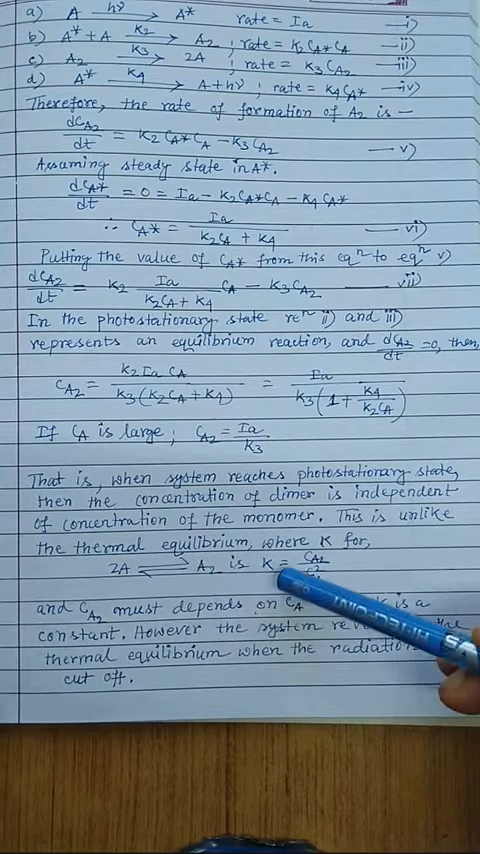 a) A —hν→ A* rate = Ia —i)
b) A* + A —K2→ A2 ; rate = K2 CA* CA —ii)
c) A2 —K3→ 2A ; rate = K3 CA2 —iii)
d) A* —K4→ A + hν ; rate = K4 CA* —iv)
Therefore, the rate of formation of A2 is —
dCA2/dt = K2 CA* CA − K3 CA2 —v)
Assuming steady state in A*.
dCA*/dt = 0 = Ia − K2 CA* CA − K4 CA*
∴ CA* = Ia / K2CA + K4 —vi)
Putting the value of CA* from this eqn to eqn v)
dCA2/dt = K2 Ia / K2CA + K4 CA − K3 CA2 —vii)
In the photostationary state ren ii) and iii)
represents an equilibrium reaction, and dCA2/dt = 0, then,
CA2 = K2 Ia CA / K3 (K2 CA + K4) = Ia / K3 (1 + K4/K2CA)
If CA is large ; CA2 = Ia/K3
That is, when system reaches photostationary state,
then the concentration of dimer is independent
of concentration of the monomer. This is unlike
the thermal equilibrium, where K for,
2A ⇌ A2 is K = CA2
and CA2 must depends on CA K is a
constant. However the system the
thermal equilibrium when the radiation
cut off.